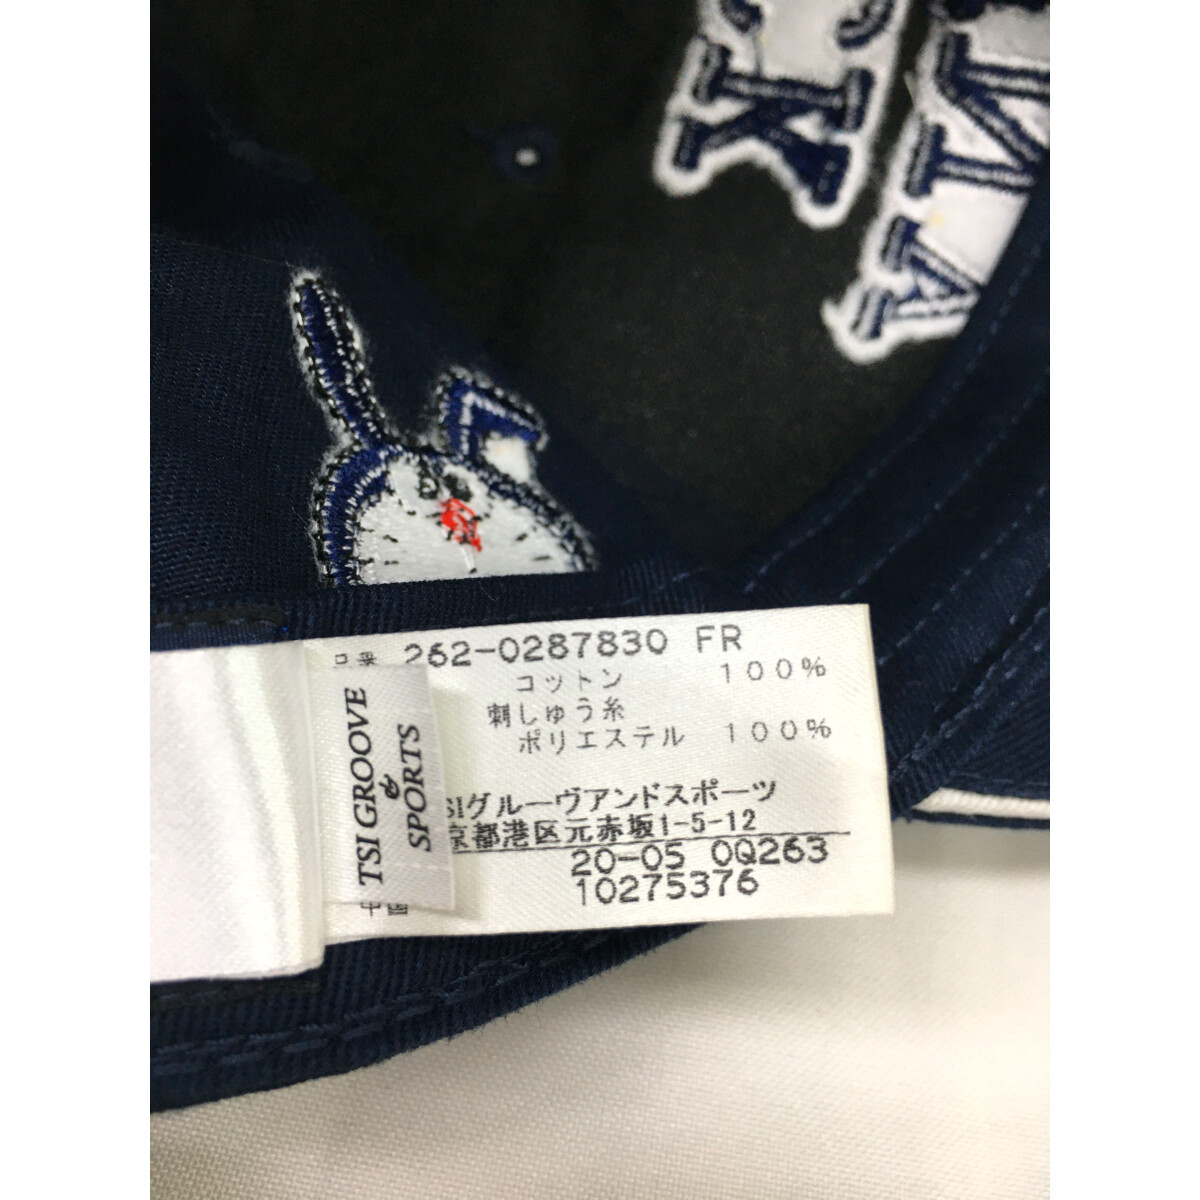 CK
NA
262-0287830 FR
コットン 100%
刺しゅう糸
ポリエステル 100%
SIグルーヴアンドスポーツ
京都港区元赤坂1-5-12
20-05 0Q263
10275376
TSI GROOVE
&
SPORTS